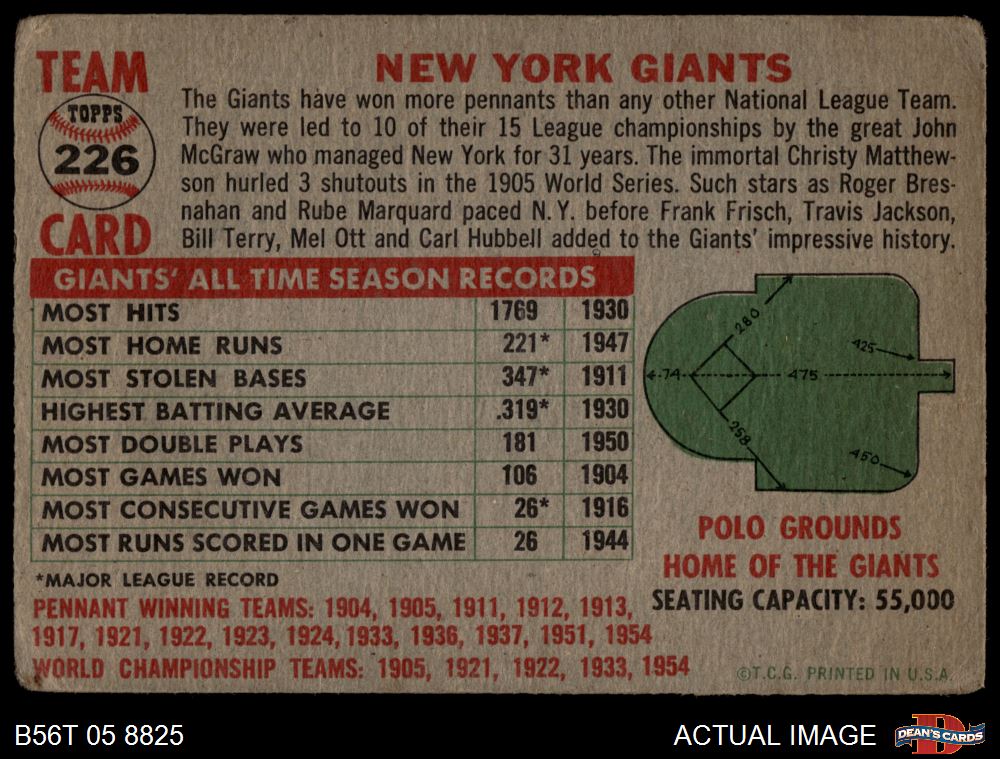 TEAM
TOPPS
226
CARD
NEW YORK GIANTS
The Giants have won more pennants than any other National League Team.
They were led to 10 of their 15 League championships by the great John
McGraw who managed New York for 31 years. The immortal Christy Matthew-
son hurled 3 shutouts in the 1905 World Series. Such stars as Roger Bres-
nahan and Rube Marquard paced N.Y. before Frank Frisch, Travis Jackson,
Bill Terry, Mel Ott and Carl Hubbell added to the Giants' impressive history.
GIANTS' ALL TIME SEASON RECORDS
MOST HITS 1769 1930
MOST HOME RUNS 221* 1947
MOST STOLEN BASES 347* 1911
HIGHEST BATTING AVERAGE .319* 1930
MOST DOUBLE PLAYS 181 1950
MOST GAMES WON 106 1904
MOST CONSECUTIVE GAMES WON 26* 1916
MOST RUNS SCORED IN ONE GAME 26 1944
*MAJOR LEAGUE RECORD
280
425
74
475
258
450
POLO GROUNDS
HOME OF THE GIANTS
SEATING CAPACITY: 55,000
PENNANT WINNING TEAMS: 1904, 1905, 1911, 1912, 1913,
1917, 1921, 1922, 1923, 1924, 1933, 1936, 1937, 1951, 1954
WORLD CHAMPIONSHIP TEAMS: 1905, 1921, 1922, 1933, 1954
©T.C.G. PRINTED IN U.S.A.
B56T 05 8825
ACTUAL IMAGE
D
DEAN'S CARDS